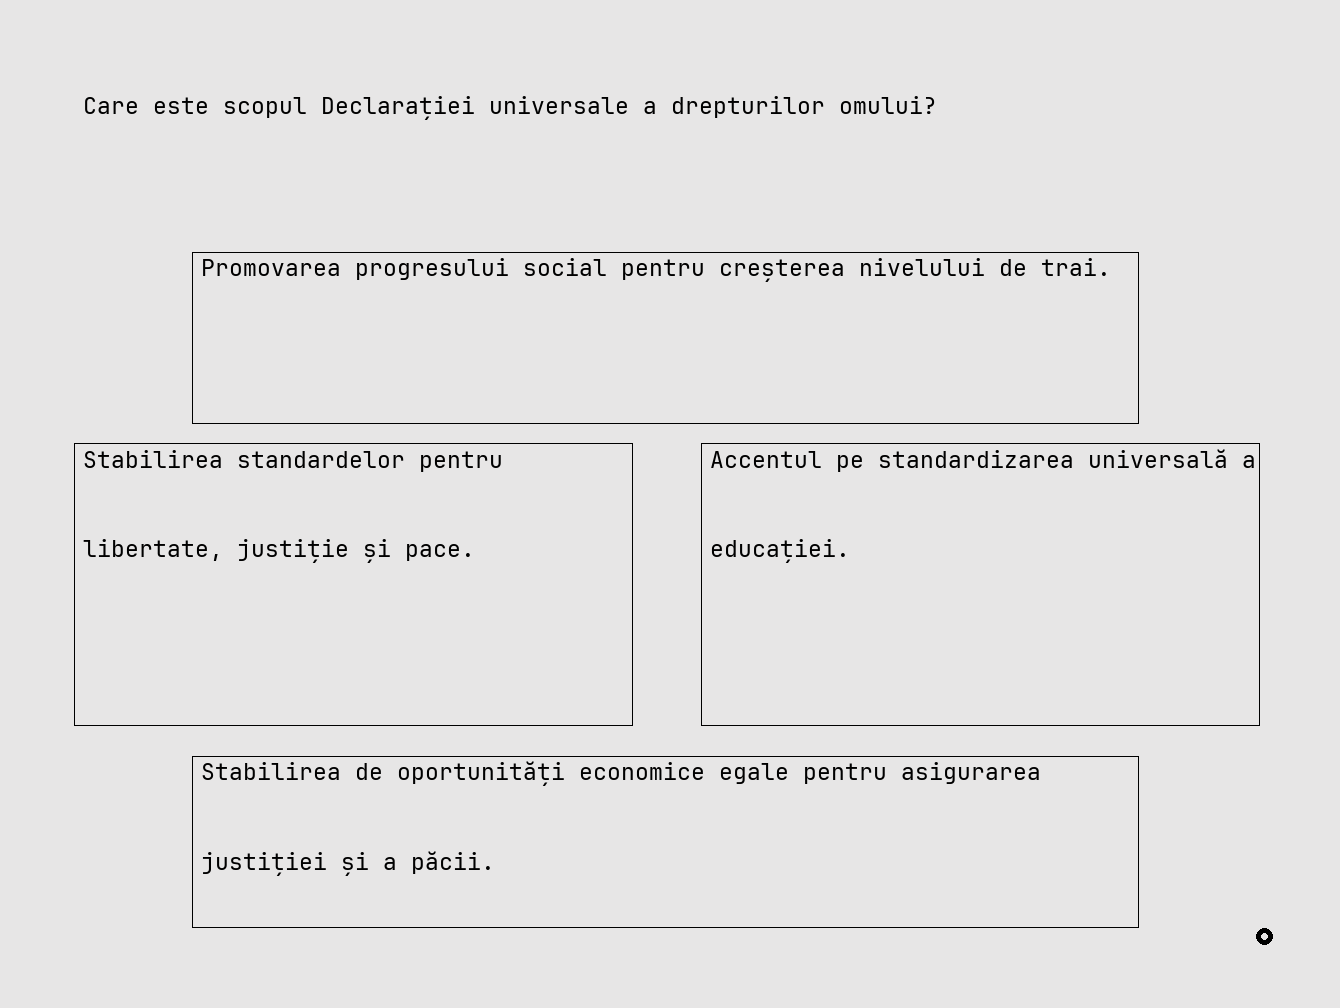 Care este scopul Declarației universale a drepturilor omului?
Promovarea progresului social pentru creșterea nivelului de trai.
Stabilirea standardelor pentru
libertate, justiție și pace.
Accentul pe standardizarea universală a
educației.
Stabilirea de oportunități economice egale pentru asigurarea
justiției și a păcii.